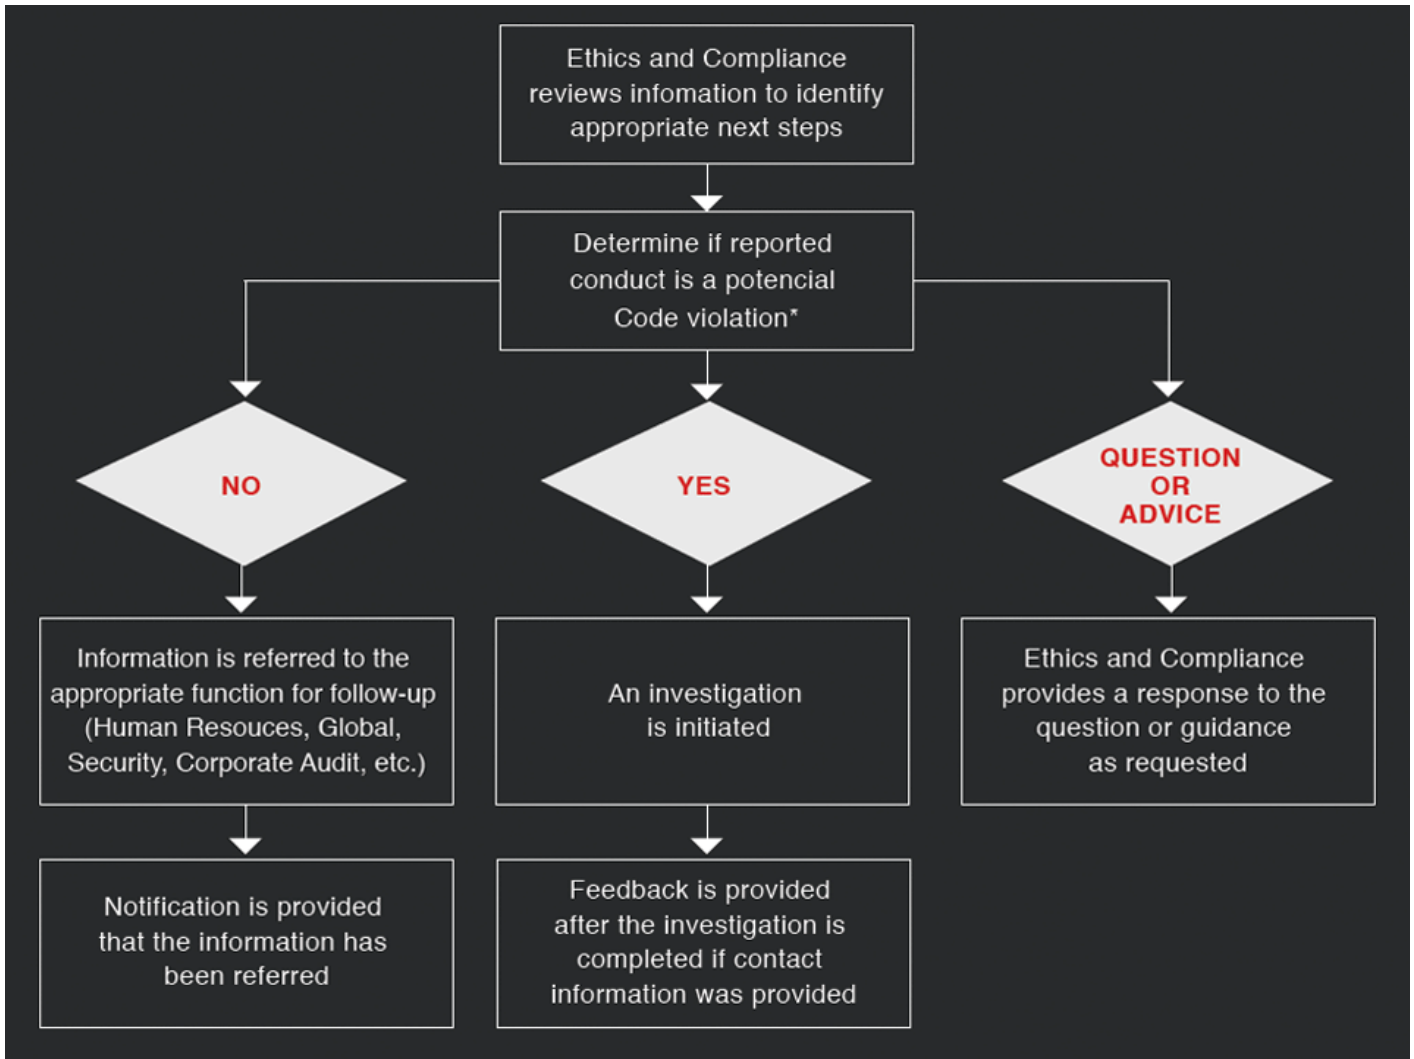 Ethics and Compliance
reviews infomation to identify
appropriate next steps
Determine if reported
conduct is a potencial
Code violation*
NO
YES
QUESTION
OR
ADVICE
Information is referred to the
appropriate function for follow-up
(Human Resouces, Global,
Security, Corporate Audit, etc.)
An investigation
is initiated
Ethics and Compliance
provides a response to the
question or guidance
as requested
Notification is provided
that the information has
been referred
Feedback is provided
after the investigation is
completed if contact
information was provided